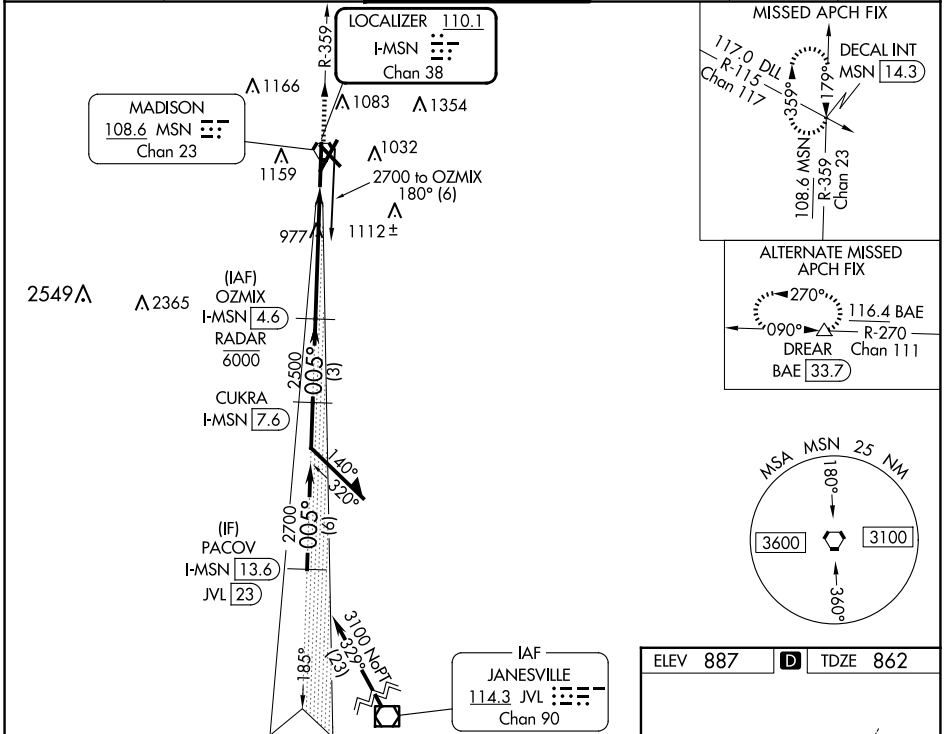 LOCALIZER 110.1
I-MSN
Chan 38
R-359
MADISON
108.6 MSN
Chan 23
1166
1083
1354
1159
1032
2700 to OZMIX
180° (6)
977
1112 ±
2549
2365
(IAF)
OZMIX
I-MSN 4.6
RADAR
6000
2500
005°
(3)
CUKRA
I-MSN 7.6
140°
320°
2700
005°
(6)
(IF)
PACOV
I-MSN 13.6
JVL 23
185°
3100 NoPT
329°
(23)
IAF
JANESVILLE
114.3 JVL
Chan 90
MISSED APCH FIX
117.0 DLL
R-115
Chan 117
359°
179°
DECAL INT
MSN 14.3
108.6 MSN
R-359
Chan 23
ALTERNATE MISSED
APCH FIX
270°
090°
116.4 BAE
R-270
Chan 111
DREAR
BAE 33.7
MSA MSN 25 NM
180°
3600
3100
360°
ELEV 887
D
TDZE 862